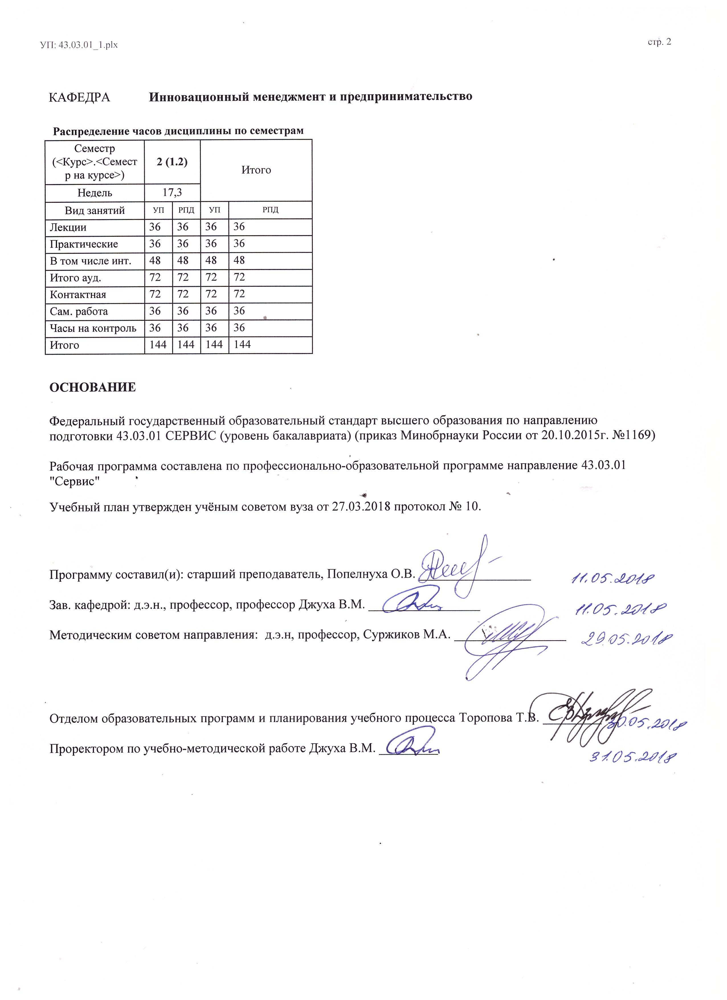 УП: 43.03.01_1.plx
стр. 2
КАФЕДРА Инновационный менеджмент и предпринимательство
Распределение часов дисциплины по семестрам
Семестр
(<Курс>.<Семест
р на курсе>)
2 (1.2)
Итого
Недель 17,3
Вид занятий УП РПД УП РПД
Лекции 36 36 36 36
Практические 36 36 36 36
В том числе инт. 48 48 48 48
Итого ауд. 72 72 72 72
Контактная 72 72 72 72
Сам. работа 36 36 36 36
Часы на контроль 36 36 36 36
Итого 144 144 144 144
ОСНОВАНИЕ
Федеральный государственный образовательный стандарт высшего образования по направлению
подготовки 43.03.01 СЕРВИС (уровень бакалавриата) (приказ Минобрнауки России от 20.10.2015г. №1169)
Рабочая программа составлена по профессионально-образовательной программе направление 43.03.01
"Сервис"
Учебный план утвержден учёным советом вуза от 27.03.2018 протокол № 10.
Программу составил(и): старший преподаватель, Попелнуха О.В. 11.05.2018
Зав. кафедрой: д.э.н., профессор, профессор Джуха В.М. 11.05.2018
Методическим советом направления: д.э.н, профессор, Суржиков М.А. 29.05.2018
Отделом образовательных программ и планирования учебного процесса Торопова Т.В. 30.05.2018
Проректором по учебно-методической работе Джуха В.М. 31.05.2018